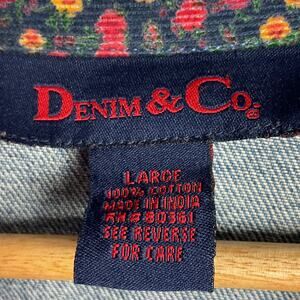 DENIM & CO.
LARGE
100% COTTON
MADE IN INDIA
RN# 80361
SEE REVERSE
FOR CARE